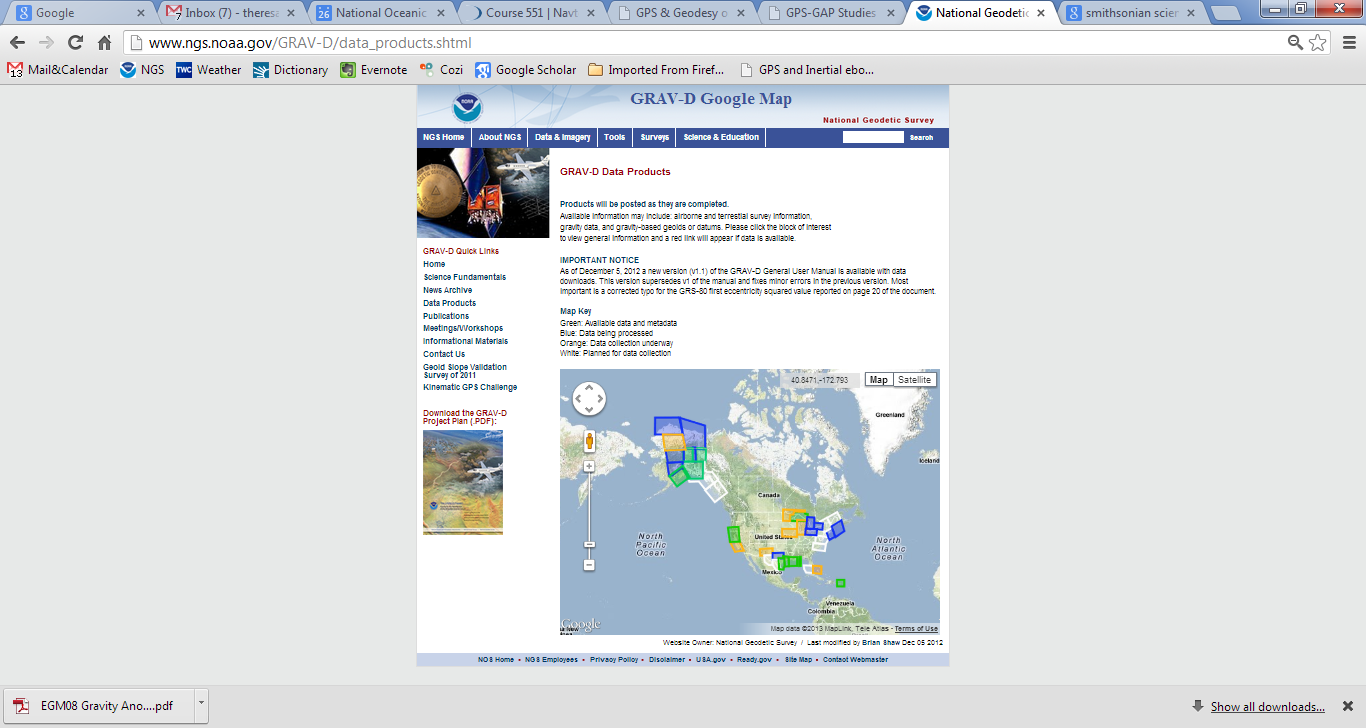 Google
Inbox (7) - theres
National Oceanic
Course 551 | Navt
GPS & Geodesy o
GPS-GAP Studies
National Geodetic
smithsonian scien
www.ngs.noaa.gov/GRAV-D/data_products.shtml
Mail&Calendar
NGS
Weather
Dictionary
Evernote
Cozi
Google Scholar
Imported From Firef...
GPS and Inertial ebo...
GRAV-D Google Map
National Geodetic Survey
NGS Home
About NGS
Data & Imagery
Tools
Surveys
Science & Education
Search
GRAV-D Data Products
Products will be posted as they are completed.
Available information may include: airborne and terrestial survey information,
gravity data, and gravity-based geoids or datums. Please click the block of interest
to view general information and a red link will appear if data is available.
IMPORTANT NOTICE
As of December 5, 2012 a new version (v1.1) of the GRAV-D General User Manual is available with data
downloads. This version supersedes v1 of the manual and fixes minor errors in the previous version. Most
important is a corrected typo for the GRS-80 first eccentricity squared value reported on page 20 of the document.
Map Key
Green: Available data and metadata
Blue: Data being processed
Orange: Data collection underway
White: Planned for data collection
GRAV-D Quick Links
Home
Science Fundamentals
News Archive
Data Products
Publications
Meetings/Workshops
Informational Materials
Contact Us
Geoid Slope Validation
Survey of 2011
Kinematic GPS Challenge
Download the GRAV-D
Project Plan (.PDF):
40.8471,-172.793
Map
Satellite
Greenland
Iceland
Canada
North
Pacific
Ocean
United States
North
Atlantic
Ocean
Mexico
Venezuela
Colombia
Google
Map data ©2013 MapLink, Tele Atlas - Terms of Use
Website Owner: National Geodetic Survey / Last modified by Brian Shaw Dec 05 2012
NOS Home • NGS Employees • Privacy Policy • Disclaimer • USA.gov • Ready.gov • Site Map • Contact Webmaster
EGM08 Gravity Ano....pdf
Show all downloads...